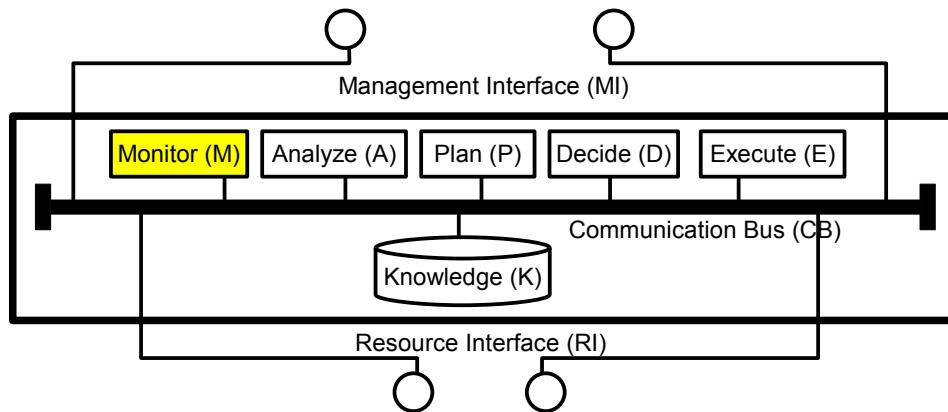 Management Interface (MI)
Monitor (M)
Analyze (A)
Plan (P)
Decide (D)
Execute (E)
Communication Bus (CB)
Knowledge (K)
Resource Interface (RI)